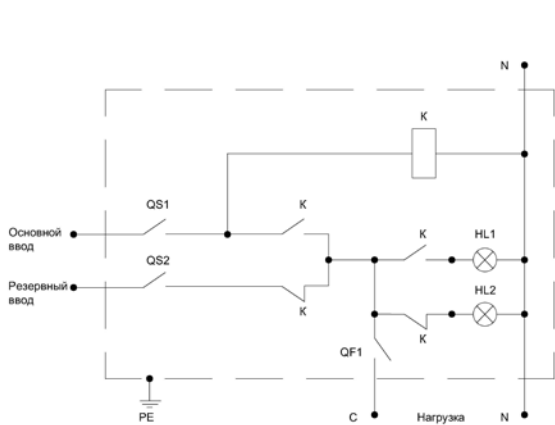 N
К
QS1
К
Основной
ввод
К
HL1
QS2
Резервный
ввод
HL2
К
К
QF1
PE
С
Нагрузка
N